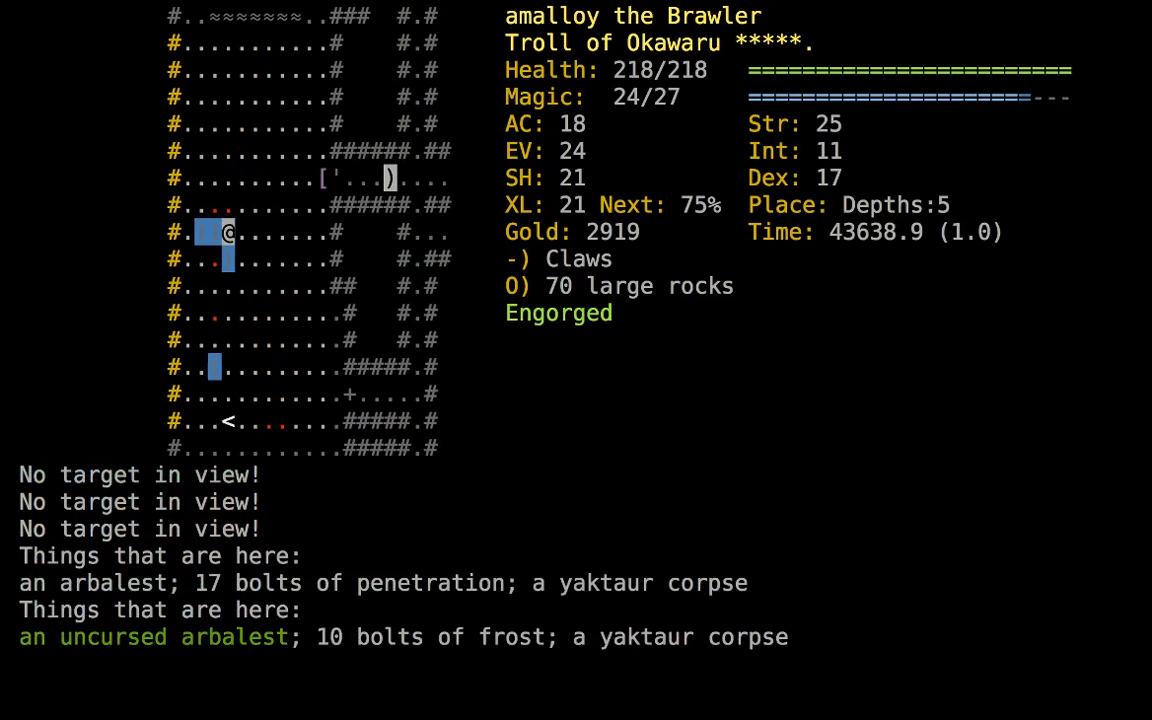 #..≈≈≈≈≈≈≈..###  #.# amalloy the Brawler
#...........#    #.# Troll of Okawaru *****.
#...........#    #.# Health: 218/218 ========================
#...........#    #.# Magic: 24/27 =====================---
#...........#    #.# AC: 18 Str: 25
#...........######.## EV: 24 Int: 11
#..........['...).... SH: 21 Dex: 17
#...........######.## XL: 21 Next: 75% Place: Depths:5
#.  @.......#    #... Gold: 2919 Time: 43638.9 (1.0)
#... .......#    #.## -) Claws
#...........##   #.# O) 70 large rocks
#............#   #.# Engorged
#............#   #.#
#.. .........#####.#
#............+.....#
#...<........#####.#
#............#####.#
No target in view!
No target in view!
No target in view!
Things that are here:
an arbalest; 17 bolts of penetration; a yaktaur corpse
Things that are here:
an uncursed arbalest; 10 bolts of frost; a yaktaur corpse